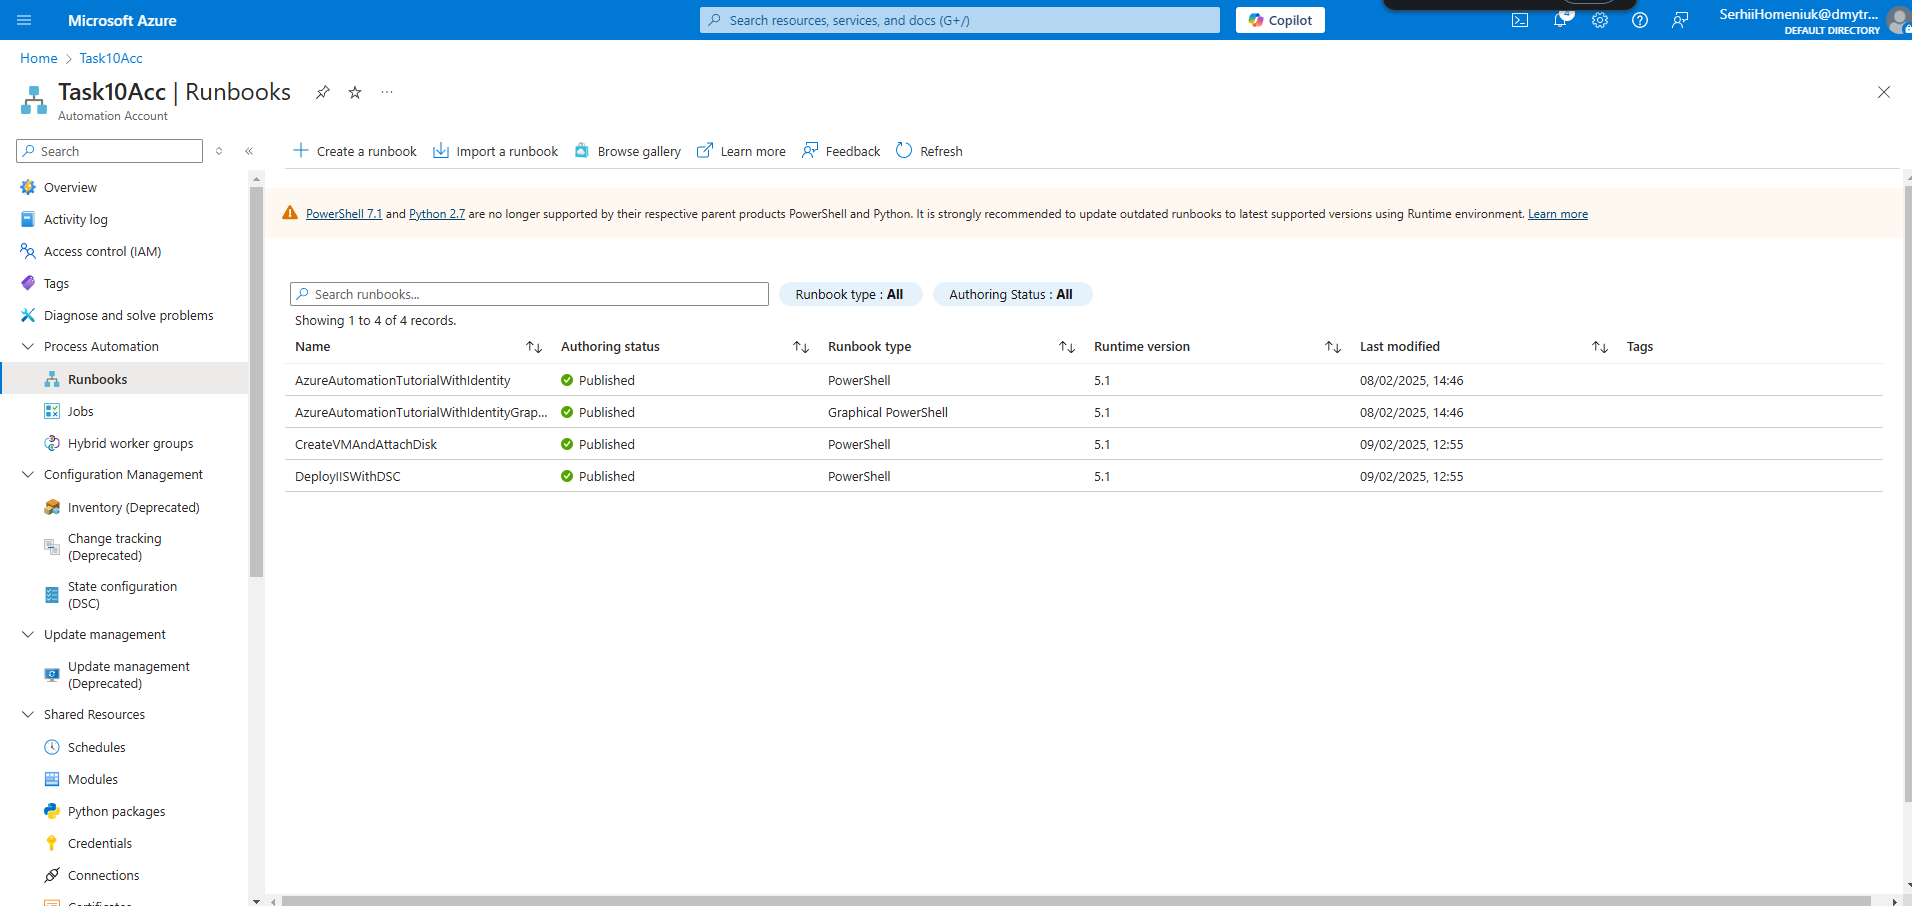 Microsoft Azure
Search resources, services, and docs (G+/)
Copilot
4
SerhiiHomeniuk@dmytr...
DEFAULT DIRECTORY
Home > Task10Acc
Task10Acc | Runbooks
Automation Account
Search
Overview
Activity log
Access control (IAM)
Tags
Diagnose and solve problems
Process Automation
Runbooks
Jobs
Hybrid worker groups
Configuration Management
Inventory (Deprecated)
Change tracking
(Deprecated)
State configuration
(DSC)
Update management
Update management
(Deprecated)
Shared Resources
Schedules
Modules
Python packages
Credentials
Connections
Certificates
Create a runbook Import a runbook Browse gallery Learn more Feedback Refresh
PowerShell 7.1 and Python 2.7 are no longer supported by their respective parent products PowerShell and Python. It is strongly recommended to update outdated runbooks to latest supported versions using Runtime environment. Learn more
Search runbooks... Runbook type : All Authoring Status : All
Showing 1 to 4 of 4 records.
Name Authoring status Runbook type Runtime version Last modified Tags
AzureAutomationTutorialWithIdentity Published PowerShell 5.1 08/02/2025, 14:46
AzureAutomationTutorialWithIdentityGrap... Published Graphical PowerShell 5.1 08/02/2025, 14:46
CreateVMAndAttachDisk Published PowerShell 5.1 09/02/2025, 12:55
DeployIISWithDSC Published PowerShell 5.1 09/02/2025, 12:55